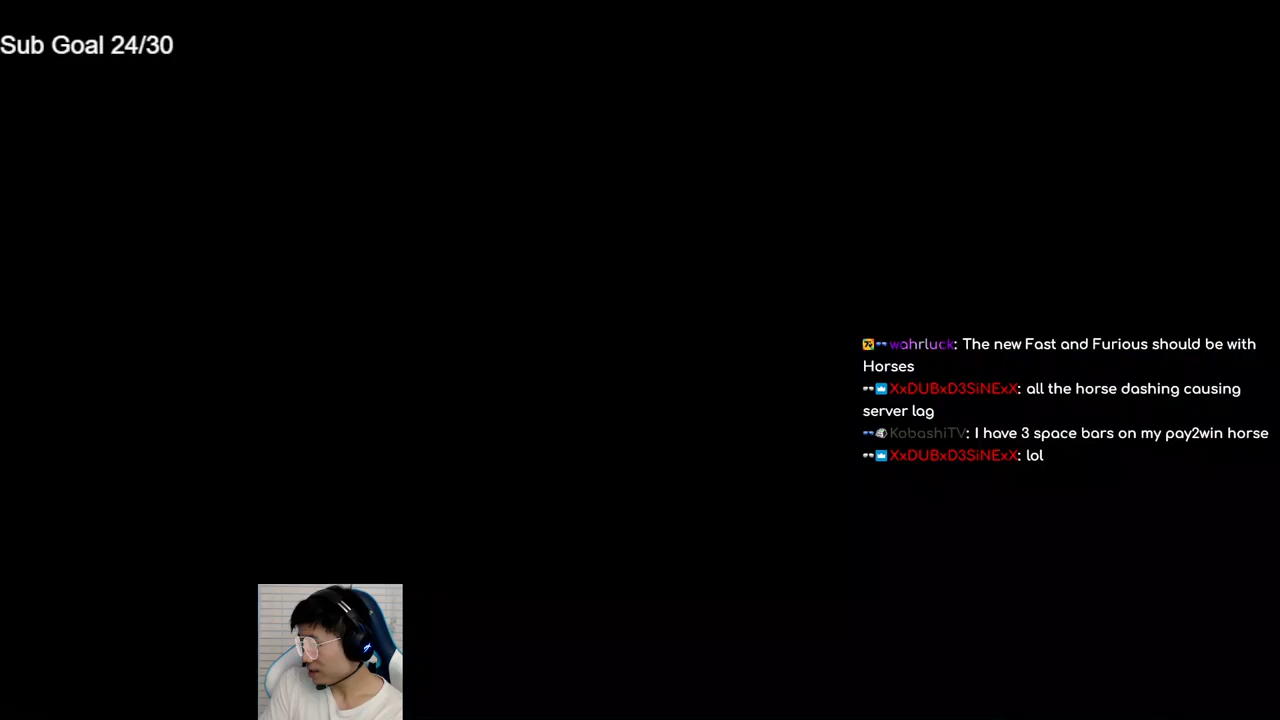 Sub Goal 24/30
wahrluck: The new Fast and Furious should be with
Horses
XxDUBxD3SiNExX: all the horse dashing causing
server lag
KobashiTV: I have 3 space bars on my pay2win horse
XxDUBxD3SiNExX: lol